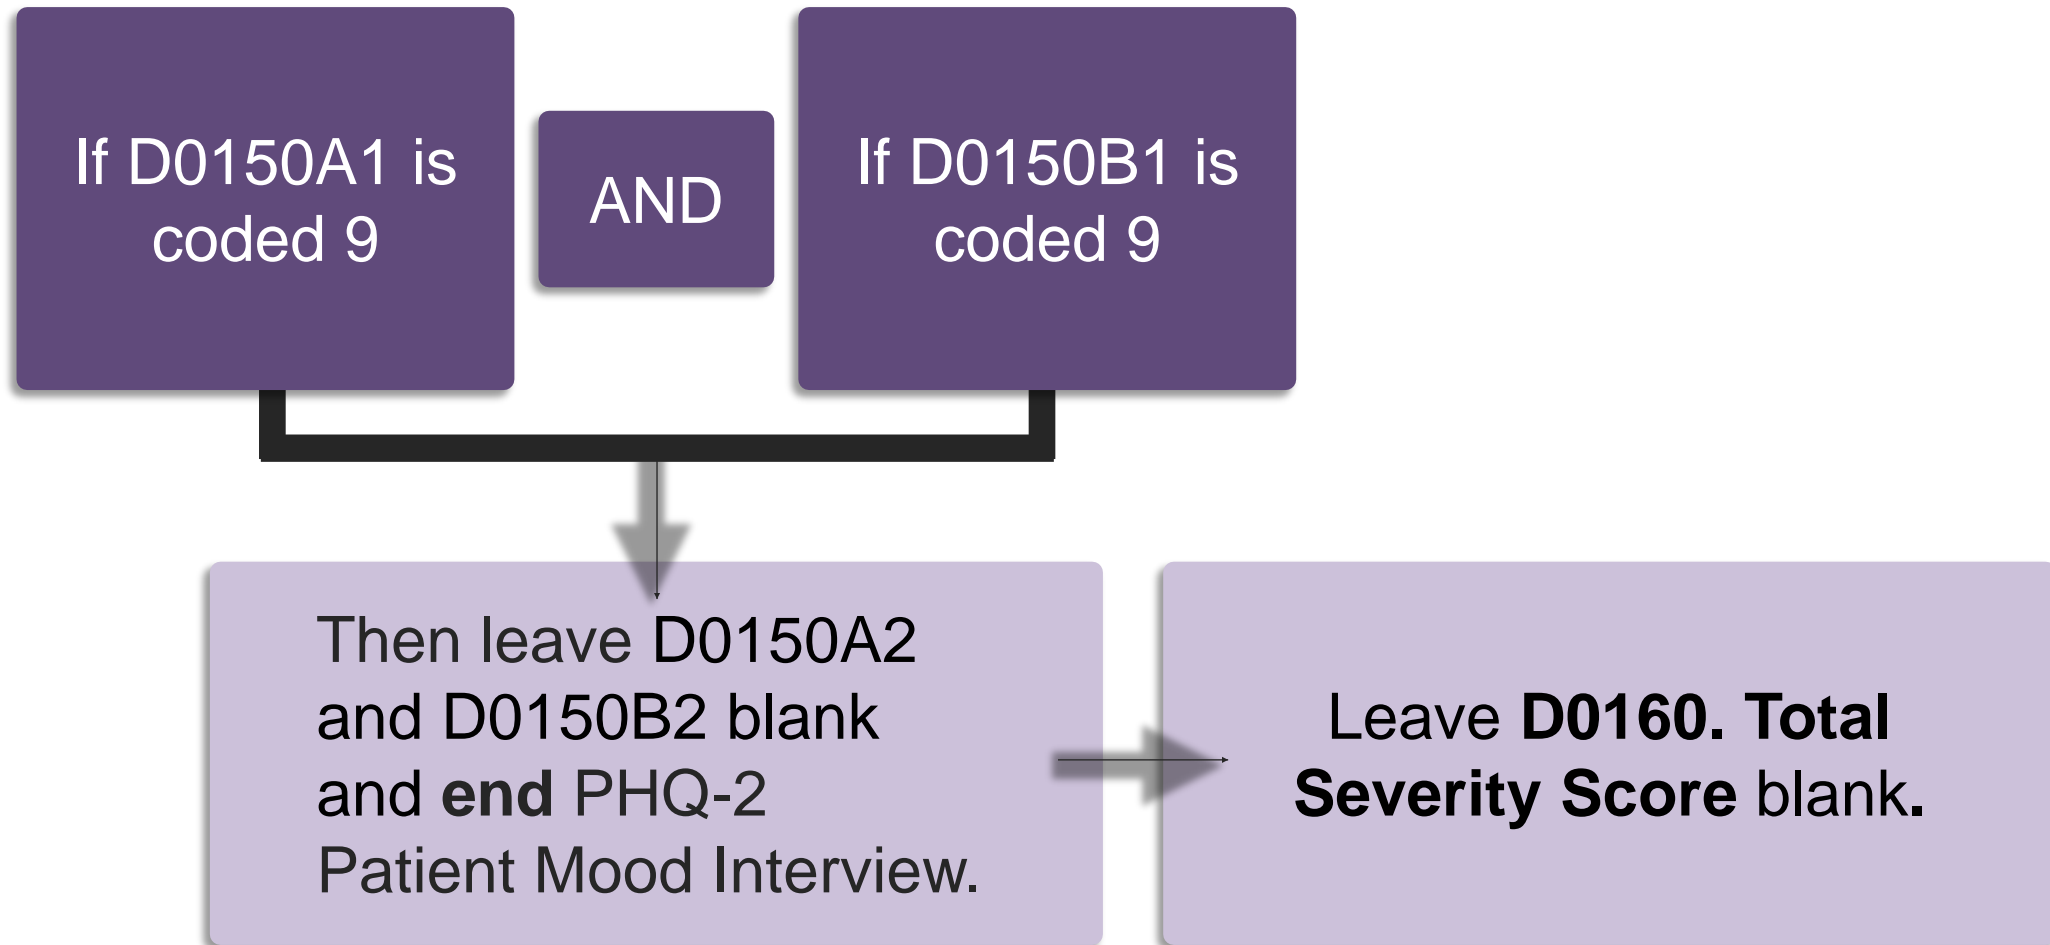 If D0150A1 is
coded 9
AND
If D0150B1 is
coded 9
Then leave D0150A2
and D0150B2 blank
and end PHQ-2
Patient Mood Interview.
Leave D0160. Total
Severity Score blank.